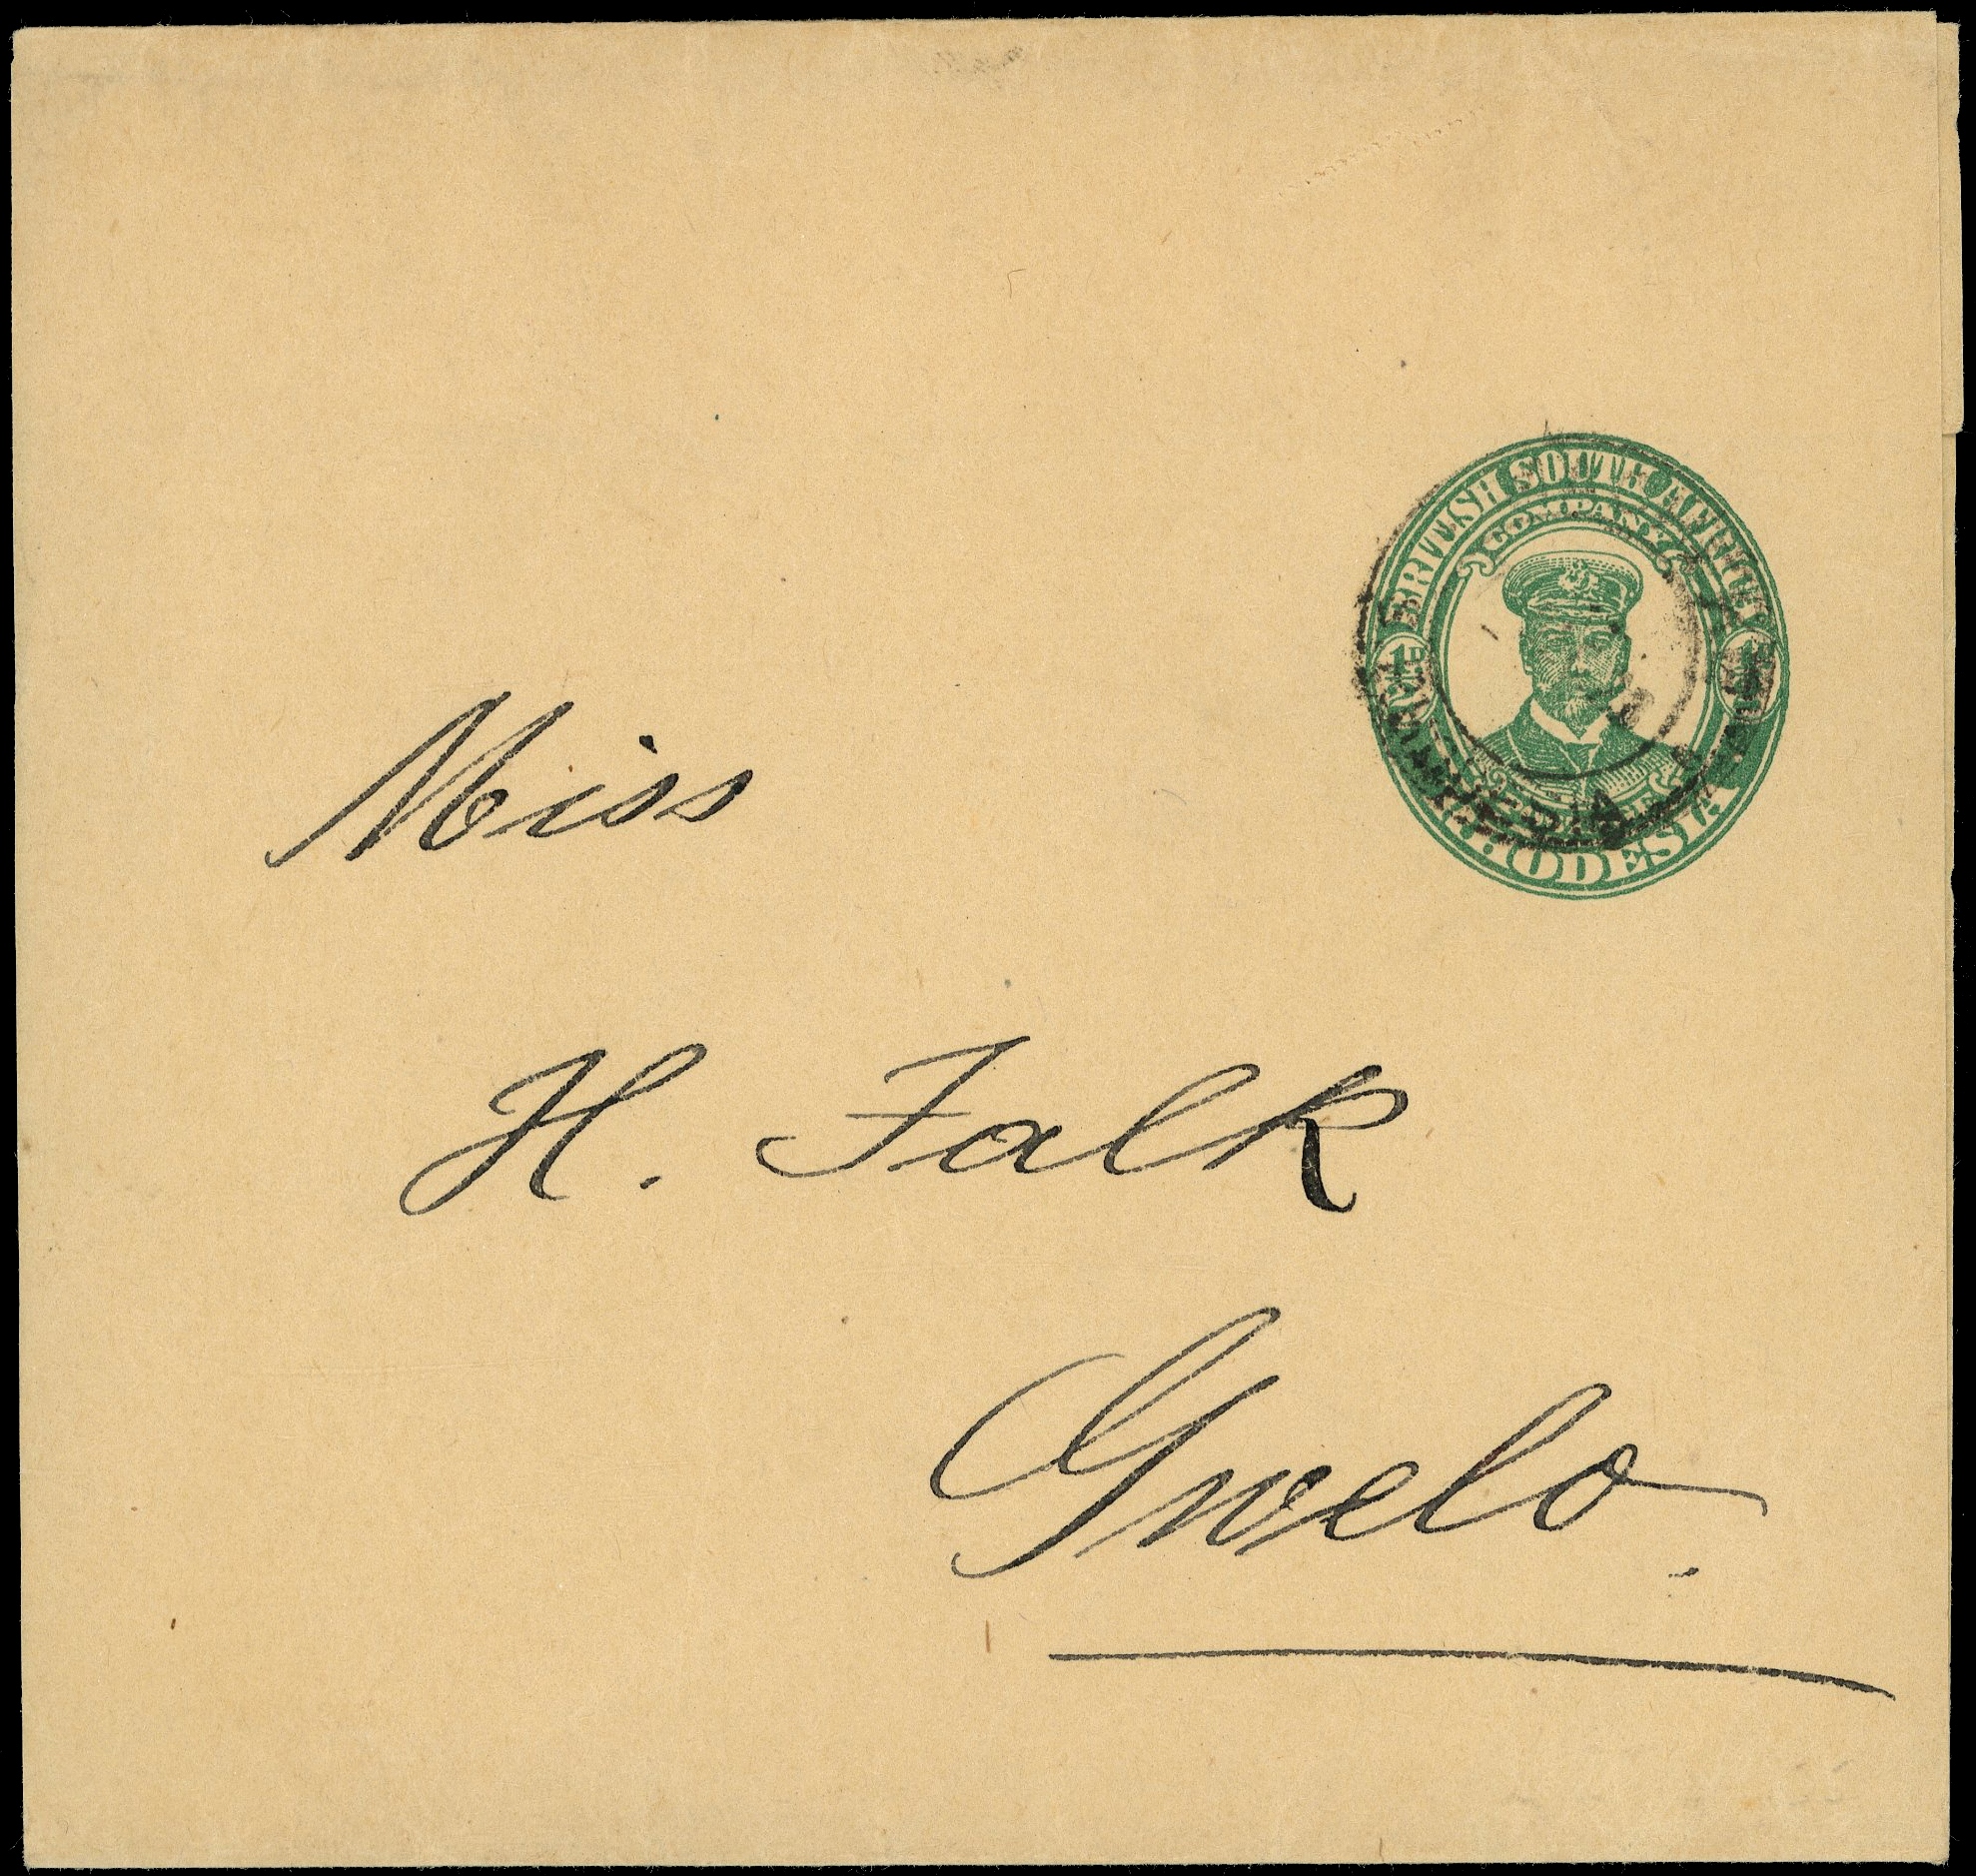 BRITISH SOUTH AFRICA
COMPANY
RHODESIA
Miss
H. Falk
Gwelo.